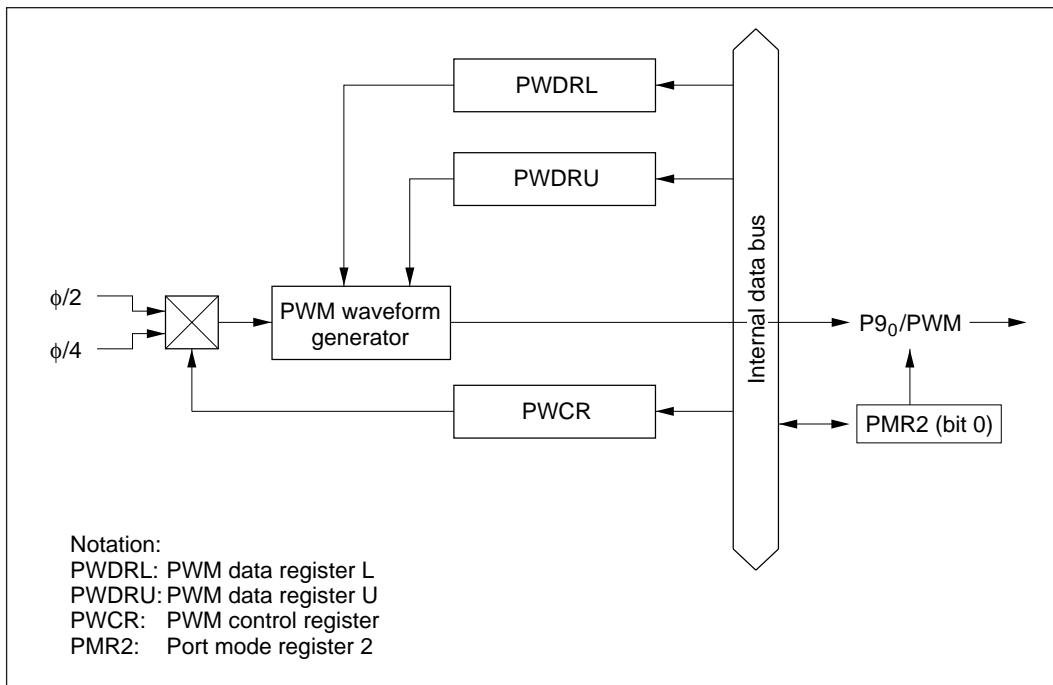 PWDRL
PWDRU
Internal data bus
ϕ/2
ϕ/4
PWM waveform
generator
P9₀/PWM
PWCR
PMR2 (bit 0)
Notation:
PWDRL: PWM data register L
PWDRU: PWM data register U
PWCR: PWM control register
PMR2: Port mode register 2